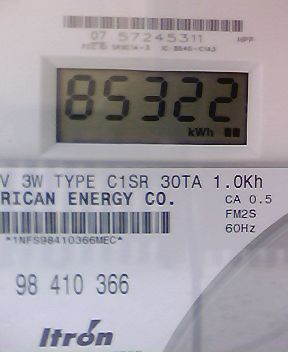 07 57245311
85322
kWh
V 3W TYPE C1SR 30TA 1.0Kh
RICAN ENERGY CO.
CA 0.5
FM2S
60Hz
*1NFS98410366MEC*
98 410 366
Itrón